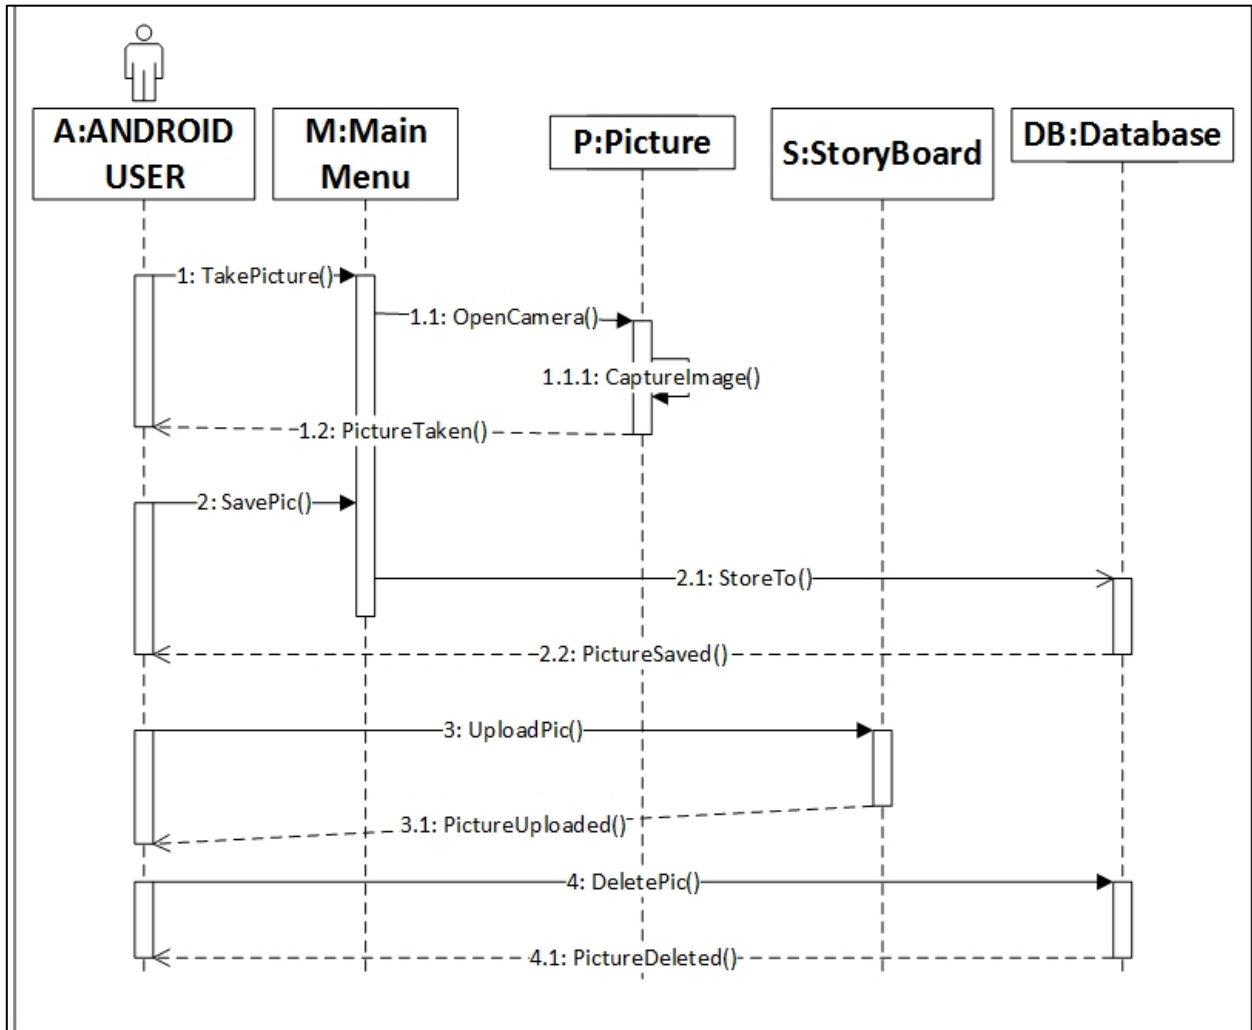 A:ANDROID
USER
M:Main
Menu
P:Picture
S:StoryBoard
DB:Database
1: TakePicture()
1.1: OpenCamera()
1.1.1: CaptureImage()
1.2: PictureTaken()
2: SavePic()
2.1: StoreTo()
2.2: PictureSaved()
3: UploadPic()
3.1: PictureUploaded()
4: DeletePic()
4.1: PictureDeleted()